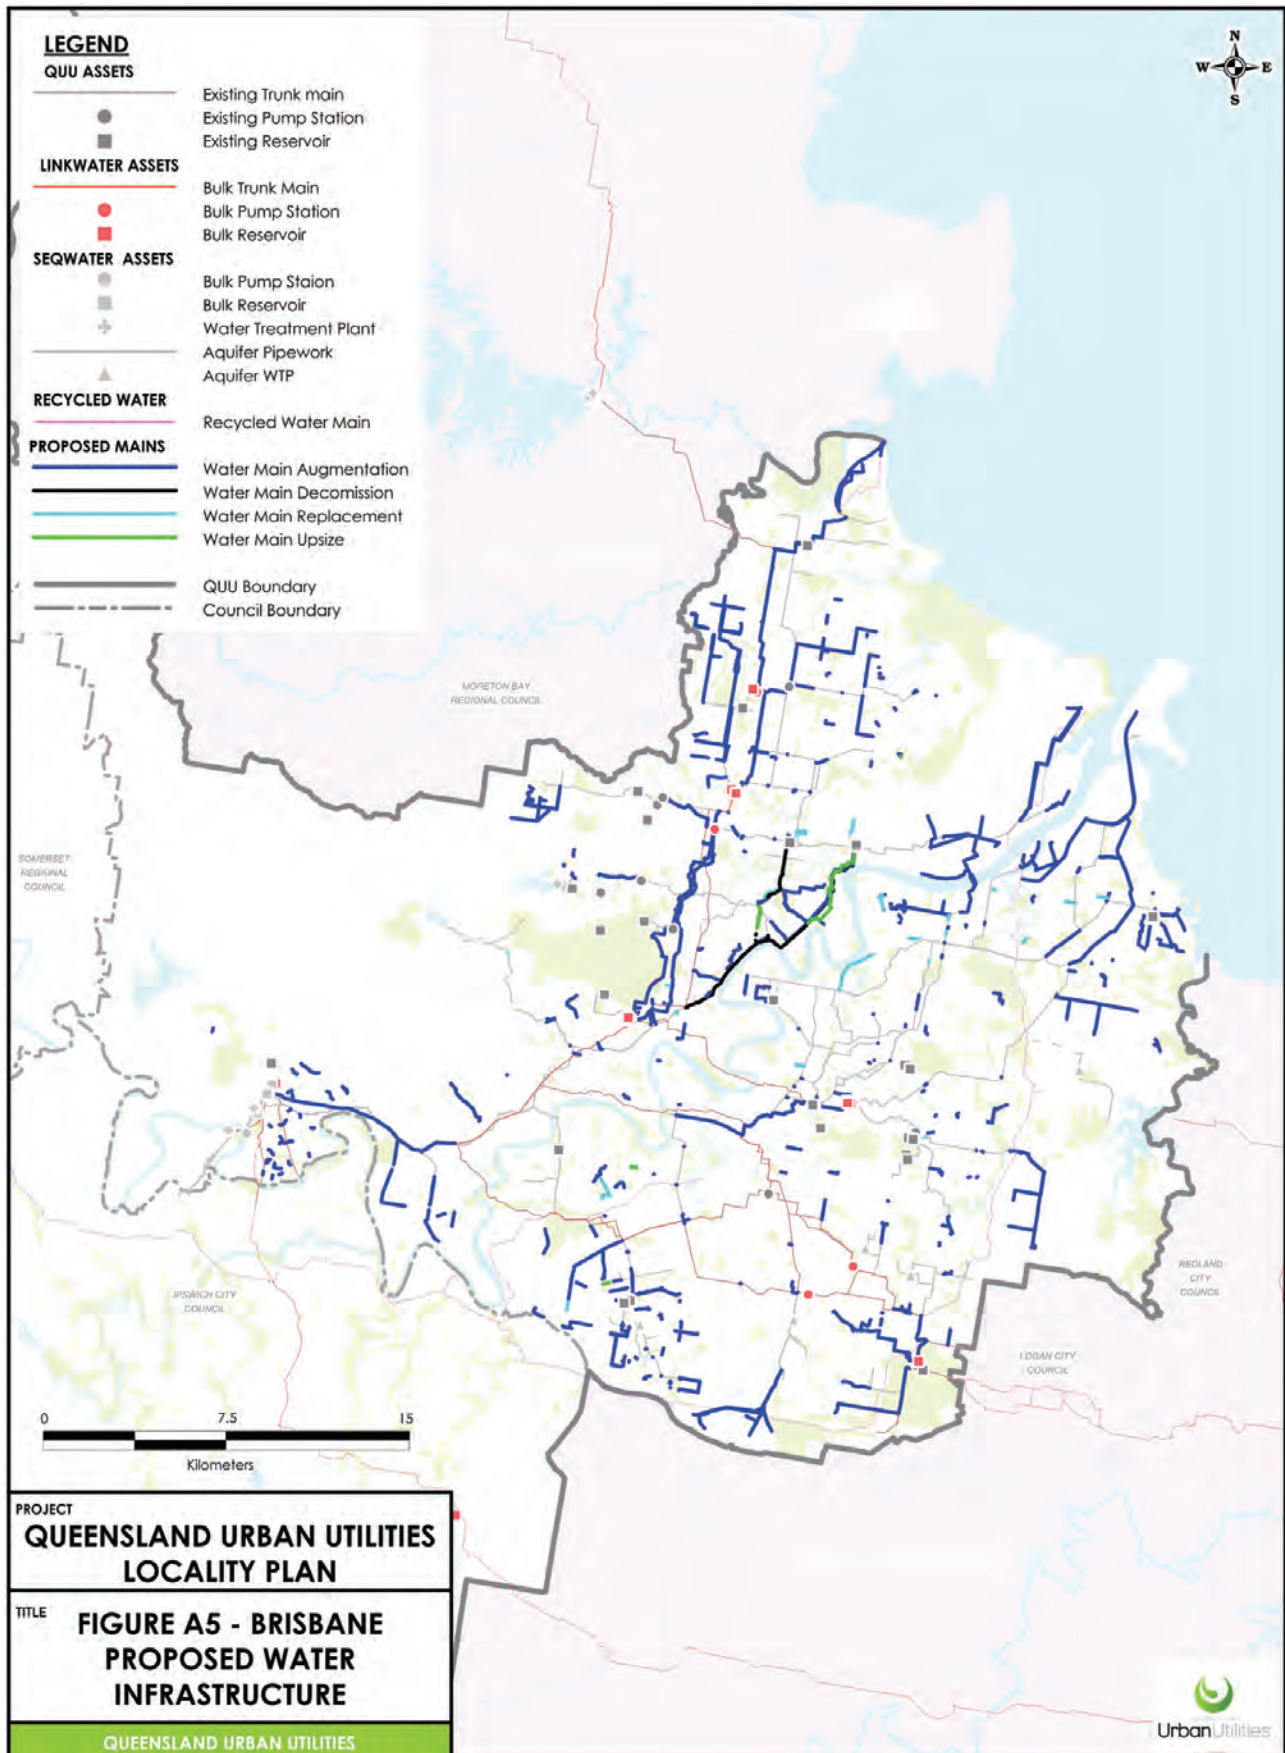 LEGEND
QUU ASSETS
Existing Trunk main
Existing Pump Station
Existing Reservoir
LINKWATER ASSETS
Bulk Trunk Main
Bulk Pump Station
Bulk Reservoir
SEQWATER ASSETS
Bulk Pump Staion
Bulk Reservoir
Water Treatment Plant
Aquifer Pipework
Aquifer WTP
RECYCLED WATER
Recycled Water Main
PROPOSED MAINS
Water Main Augmentation
Water Main Decomission
Water Main Replacement
Water Main Upsize
QUU Boundary
Council Boundary
N
W E
S
MORETON BAY
REGIONAL COUNCIL
SOMERSET
REGIONAL
COUNCIL
IPSWICH CITY
COUNCIL
REDLAND
CITY
COUNCIL
LOGAN CITY
COUNCIL
0 7.5 15
Kilometers
PROJECT
QUEENSLAND URBAN UTILITIES
LOCALITY PLAN
TITLE
FIGURE A5 - BRISBANE
PROPOSED WATER
INFRASTRUCTURE
QUEENSLAND URBAN UTILITIES
UrbanUtilities